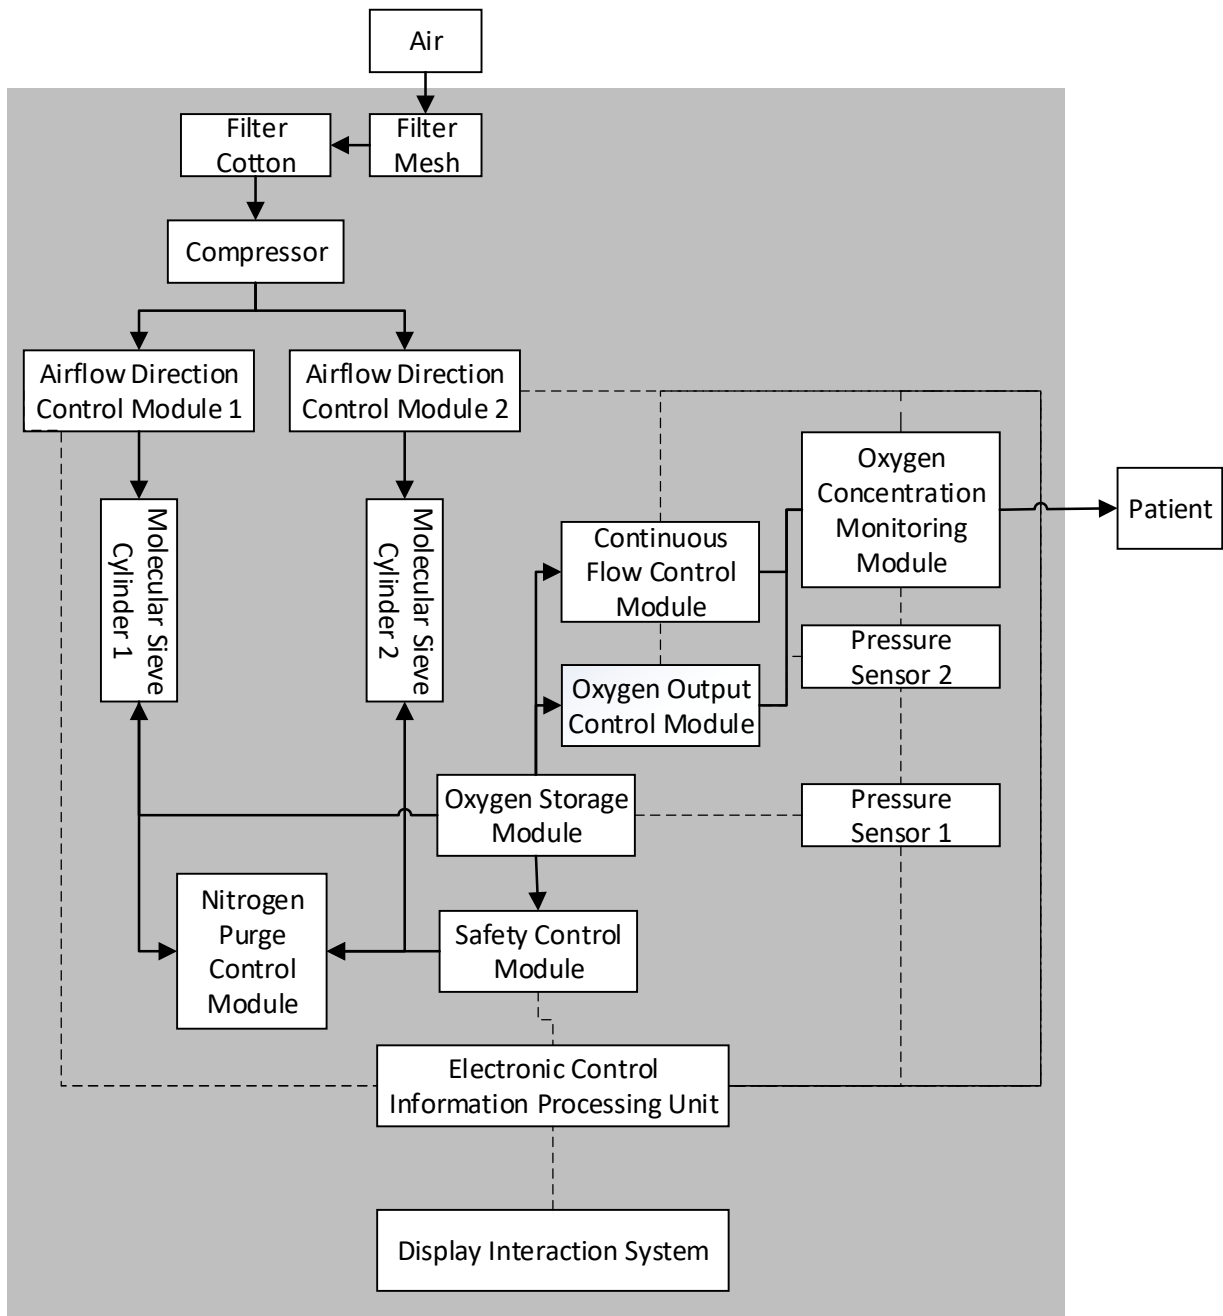 Air
Filter
Cotton
Filter
Mesh
Compressor
Airflow Direction
Control Module 1
Airflow Direction
Control Module 2
Molecular Sieve
Cylinder 1
Molecular Sieve
Cylinder 2
Oxygen
Concentration
Monitoring
Module
Patient
Continuous
Flow Control
Module
Pressure
Sensor 2
Oxygen Output
Control Module
Oxygen Storage
Module
Pressure
Sensor 1
Nitrogen
Purge
Control
Module
Safety Control
Module
Electronic Control
Information Processing Unit
Display Interaction System